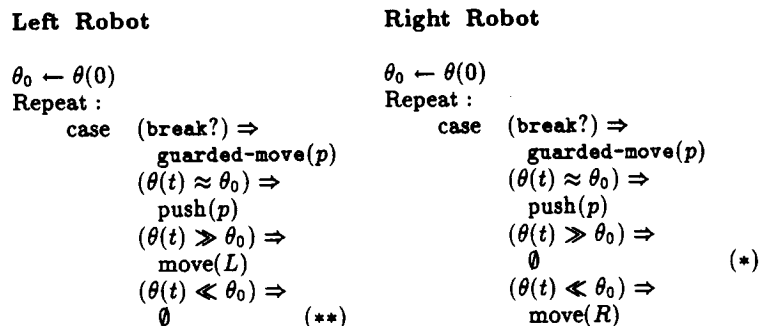 Left Robot
θ₀ ← θ(0)
Repeat :
case (break?) ⇒
guarded-move(p)
(θ(t) ≈ θ₀) ⇒
push(p)
(θ(t) ≫ θ₀) ⇒
move(L)
(θ(t) ≪ θ₀) ⇒
∅ (**)
Right Robot
θ₀ ← θ(0)
Repeat :
case (break?) ⇒
guarded-move(p)
(θ(t) ≈ θ₀) ⇒
push(p)
(θ(t) ≫ θ₀) ⇒
∅ (*)
(θ(t) ≪ θ₀) ⇒
move(R)